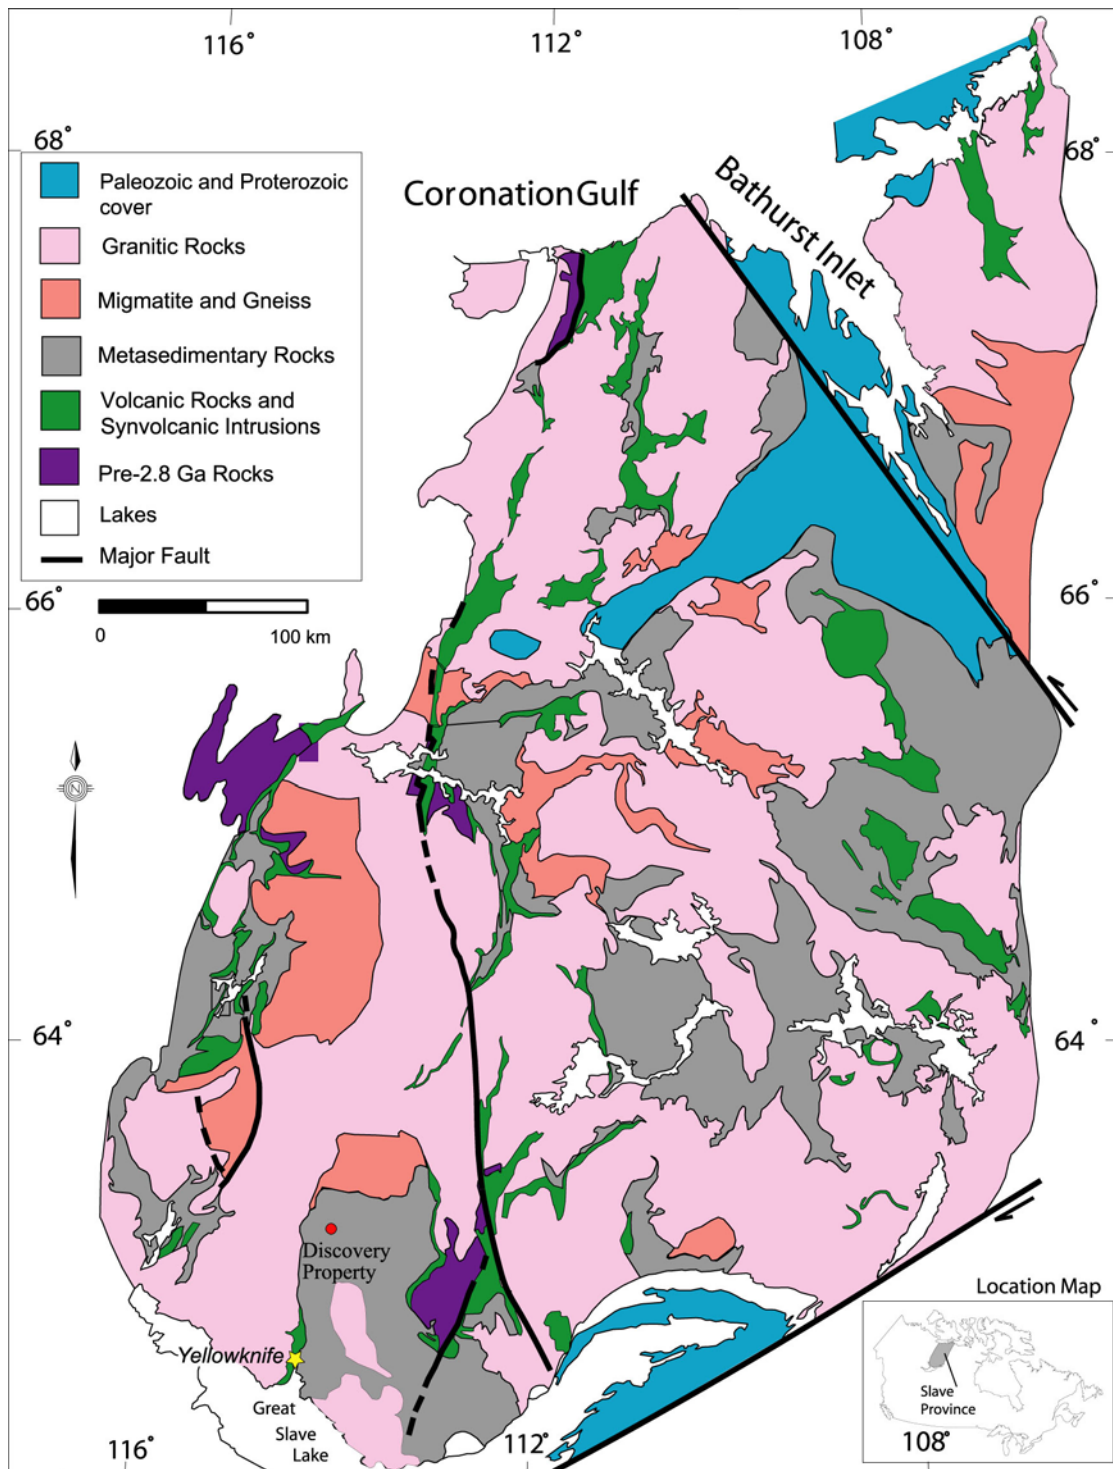 116°
112°
108°
68°
68°
Paleozoic and Proterozoic
cover
Granitic Rocks
Migmatite and Gneiss
Metasedimentary Rocks
Volcanic Rocks and
Synvolcanic Intrusions
Pre-2.8 Ga Rocks
Lakes
Major Fault
Coronation Gulf
Bathurst Inlet
66°
66°
0
100 km
N
64°
64°
Discovery
Property
Yellowknife
Great
Slave
Lake
Location Map
Slave
Province
116°
112°
108°